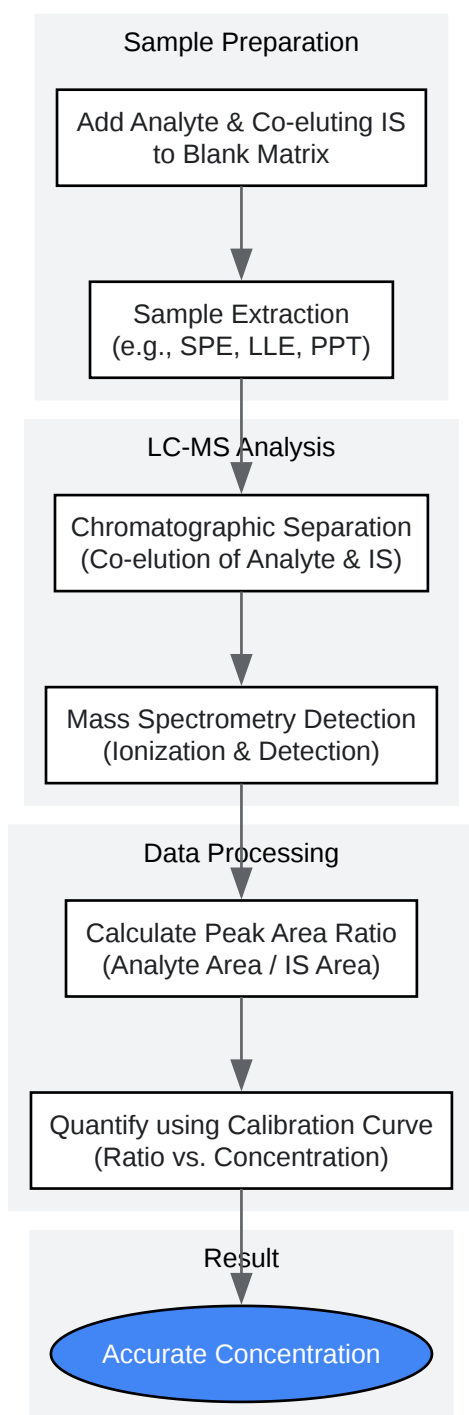 Sample Preparation
Add Analyte & Co-eluting IS
to Blank Matrix
Sample Extraction
(e.g., SPE, LLE, PPT)
LC-MS Analysis
Chromatographic Separation
(Co-elution of Analyte & IS)
Mass Spectrometry Detection
(Ionization & Detection)
Data Processing
Calculate Peak Area Ratio
(Analyte Area / IS Area)
Quantify using Calibration Curve
(Ratio vs. Concentration)
Result
Accurate Concentration